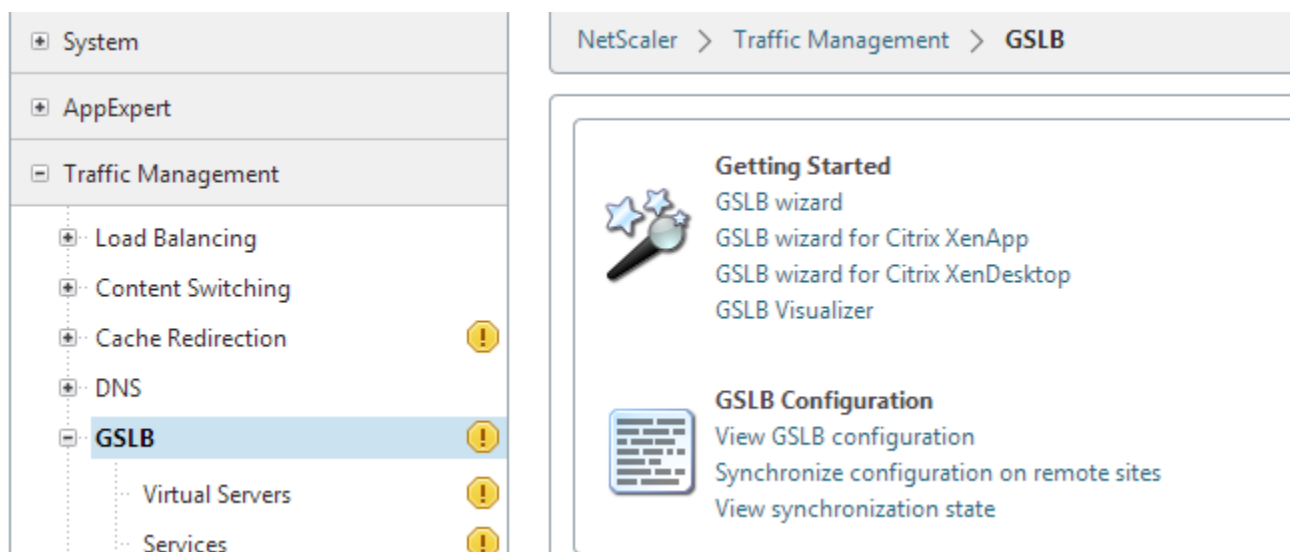 System
AppExpert
Traffic Management
Load Balancing
Content Switching
Cache Redirection
DNS
GSLB
Virtual Servers
Services
NetScaler > Traffic Management > GSLB
Getting Started
GSLB wizard
GSLB wizard for Citrix XenApp
GSLB wizard for Citrix XenDesktop
GSLB Visualizer
GSLB Configuration
View GSLB configuration
Synchronize configuration on remote sites
View synchronization state